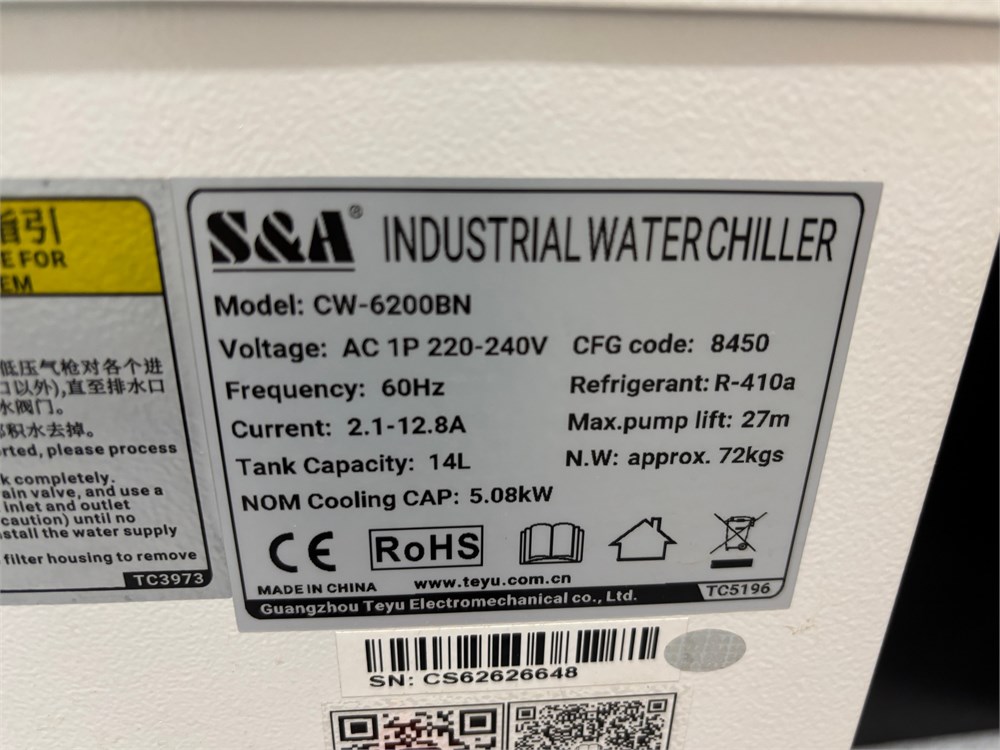 指引
E FOR
EM
低压气枪对各个进
口以外),直至排水口
水阀门。
积水去掉。
rted, please process
k completely.
ain valve, and use a
inlet and outlet
caution) until no
stall the water supply
filter housing to remove
TC3973
S&A® INDUSTRIAL WATER CHILLER
Model: CW-6200BN
Voltage: AC 1P 220-240V CFG code: 8450
Frequency: 60Hz Refrigerant: R-410a
Current: 2.1-12.8A Max.pump lift: 27m
Tank Capacity: 14L N.W: approx. 72kgs
NOM Cooling CAP: 5.08kW
CE RoHS
MADE IN CHINA www.teyu.com.cn
Guangzhou Teyu Electromechanical co., Ltd. TC5196
SN: CS62626648